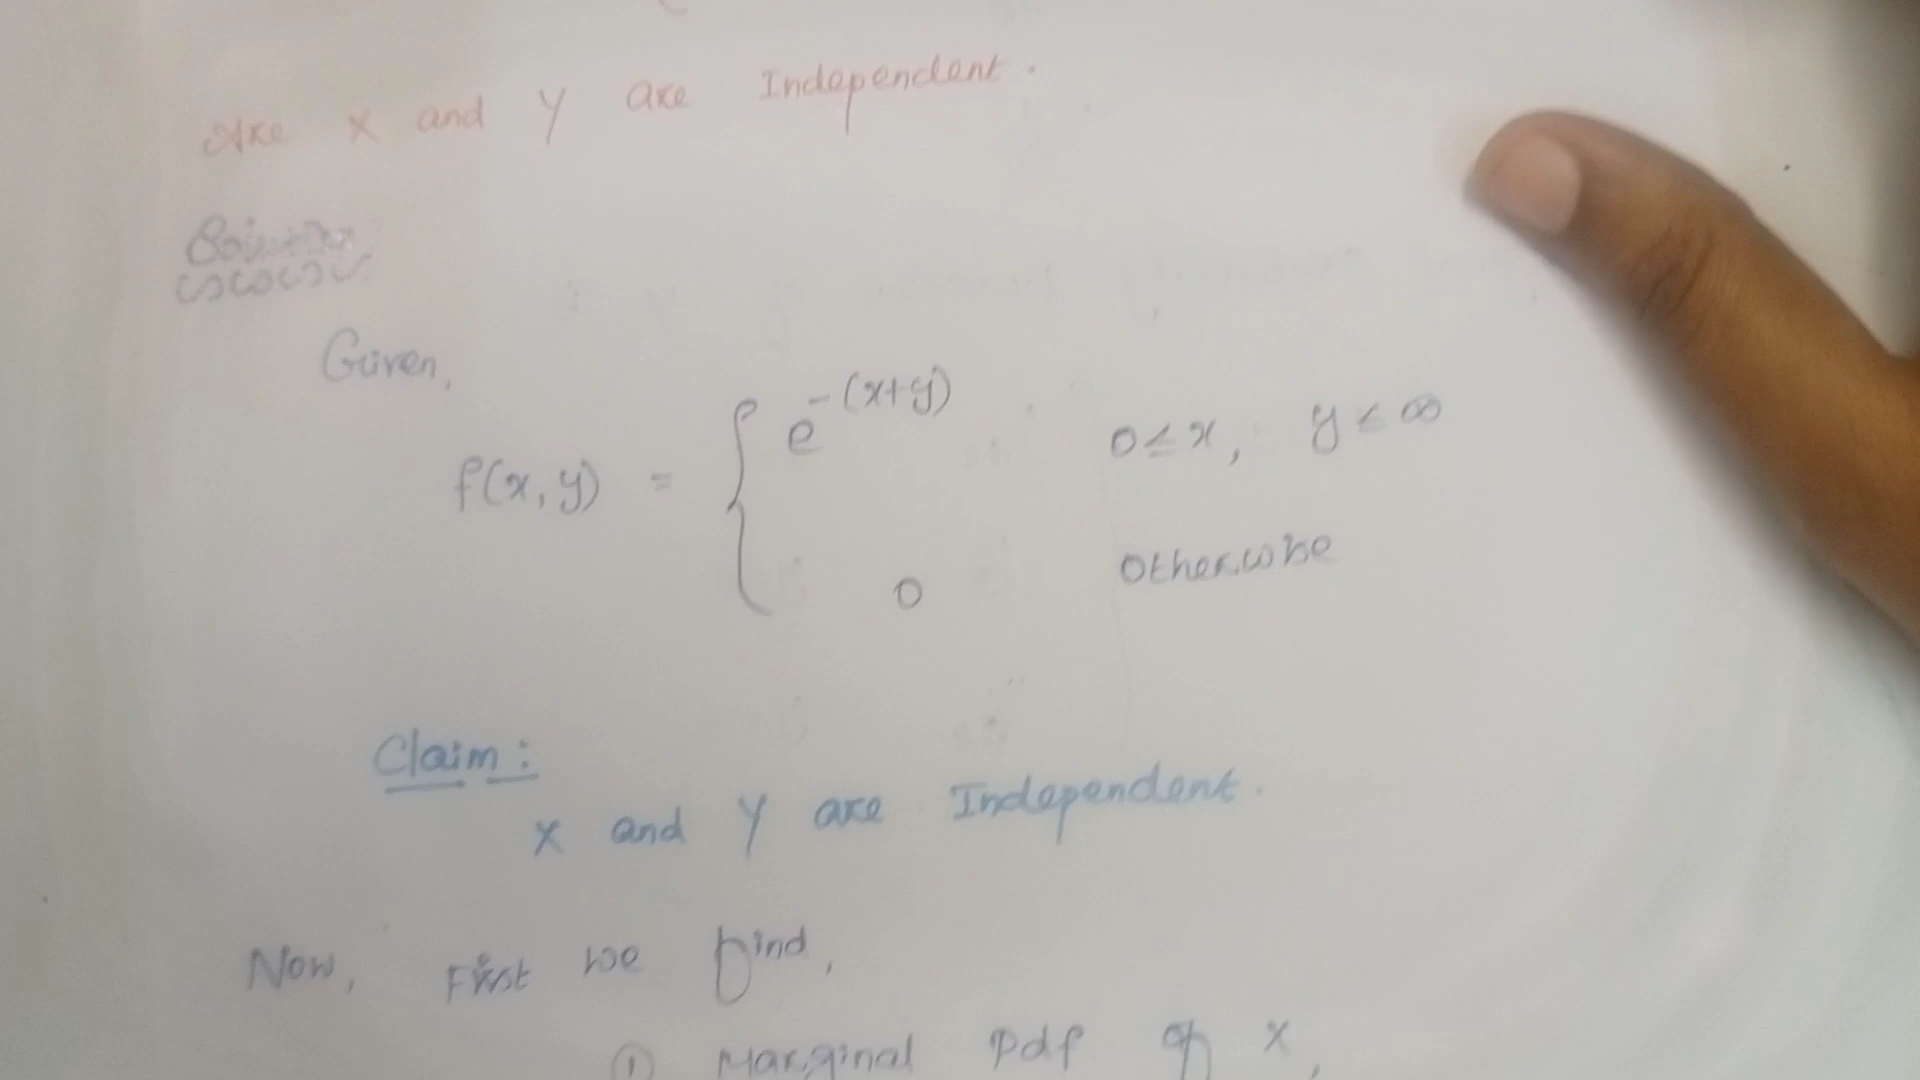 Are X and Y are Independent.
Solution
Given,
f(x, y) = { e^-(x+y) 0≤x, y≤∞
0 otherwise
Claim:
X and Y are Independent.
Now, First we find,
① Marginal Pdf of X,